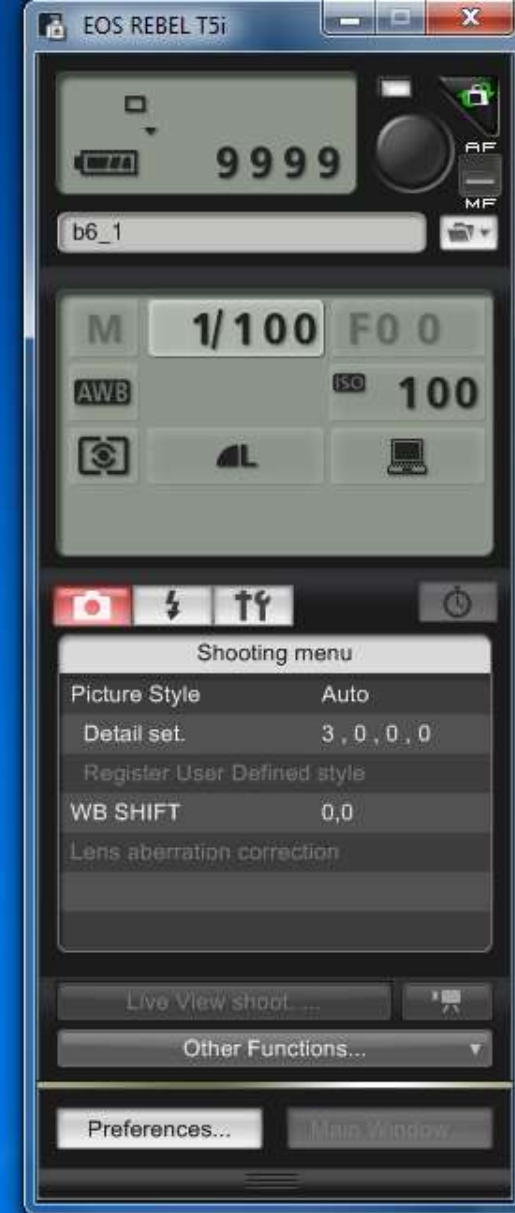 EOS REBEL T5i
9999
AF
MF
b6_1
M 1/100 F0 0
AWB ISO 100
L
Shooting menu
Picture Style Auto
Detail set. 3 , 0 , 0 , 0
Register User Defined style
WB SHIFT 0,0
Lens aberration correction
Live View shoot. ...
Other Functions...
Preferences... Main Window...